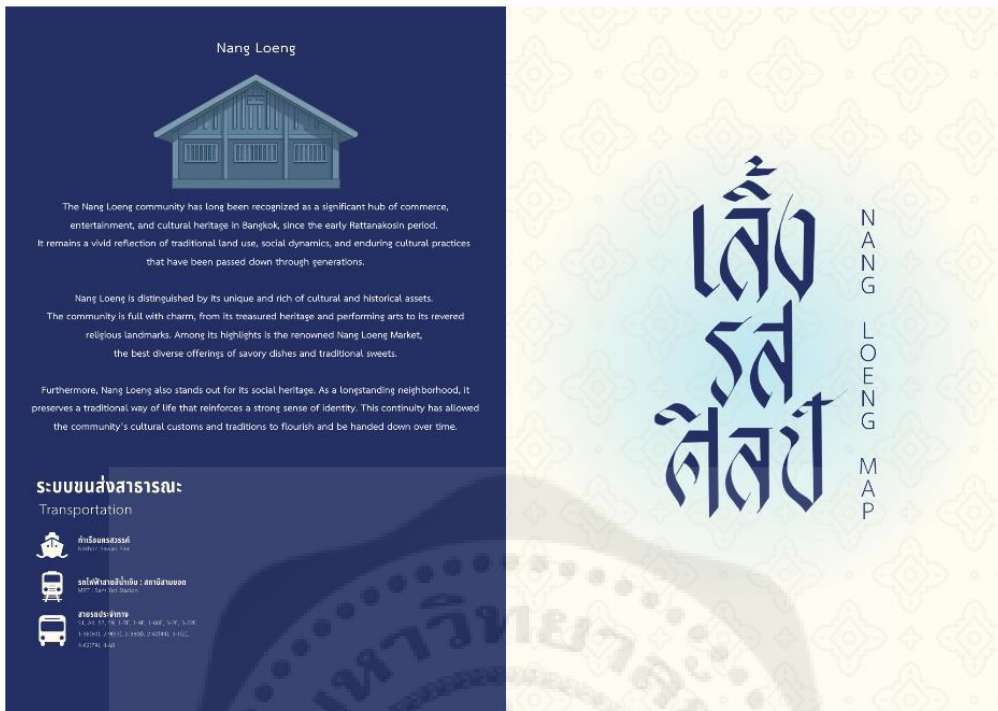 Nang Loeng
The Nang Loeng community has long been recognized as a significant hub of commerce,
entertainment, and cultural heritage in Bangkok, since the early Rattanakosin period.
It remains a vivid reflection of traditional land use, social dynamics, and enduring cultural practices
that have been passed down through generations.
Nang Loeng is distinguished by its unique and rich of cultural and historical assets.
The community is full with charm, from its treasured heritage and performing arts to its revered
religious landmarks. Among its highlights is the renowned Nang Loeng Market,
the best diverse offerings of savory dishes and traditional sweets.
Furthermore, Nang Loeng also stands out for its social heritage. As a longstanding neighborhood, it
preserves a traditional way of life that reinforces a strong sense of identity. This continuity has allowed
the community's cultural customs and traditions to flourish and be handed down over time.
ระบบขนส่งสาธารณะ
Transportation
ท่าเรือนครสวรรค์
รถไฟฟ้าสายสีน้ำเงิน : สถานีสามยอด
MRT : Sam Yot Station
สายรถประจำทาง
เลิ้ง
รส
ศิลป์
NANG LOENG MAP